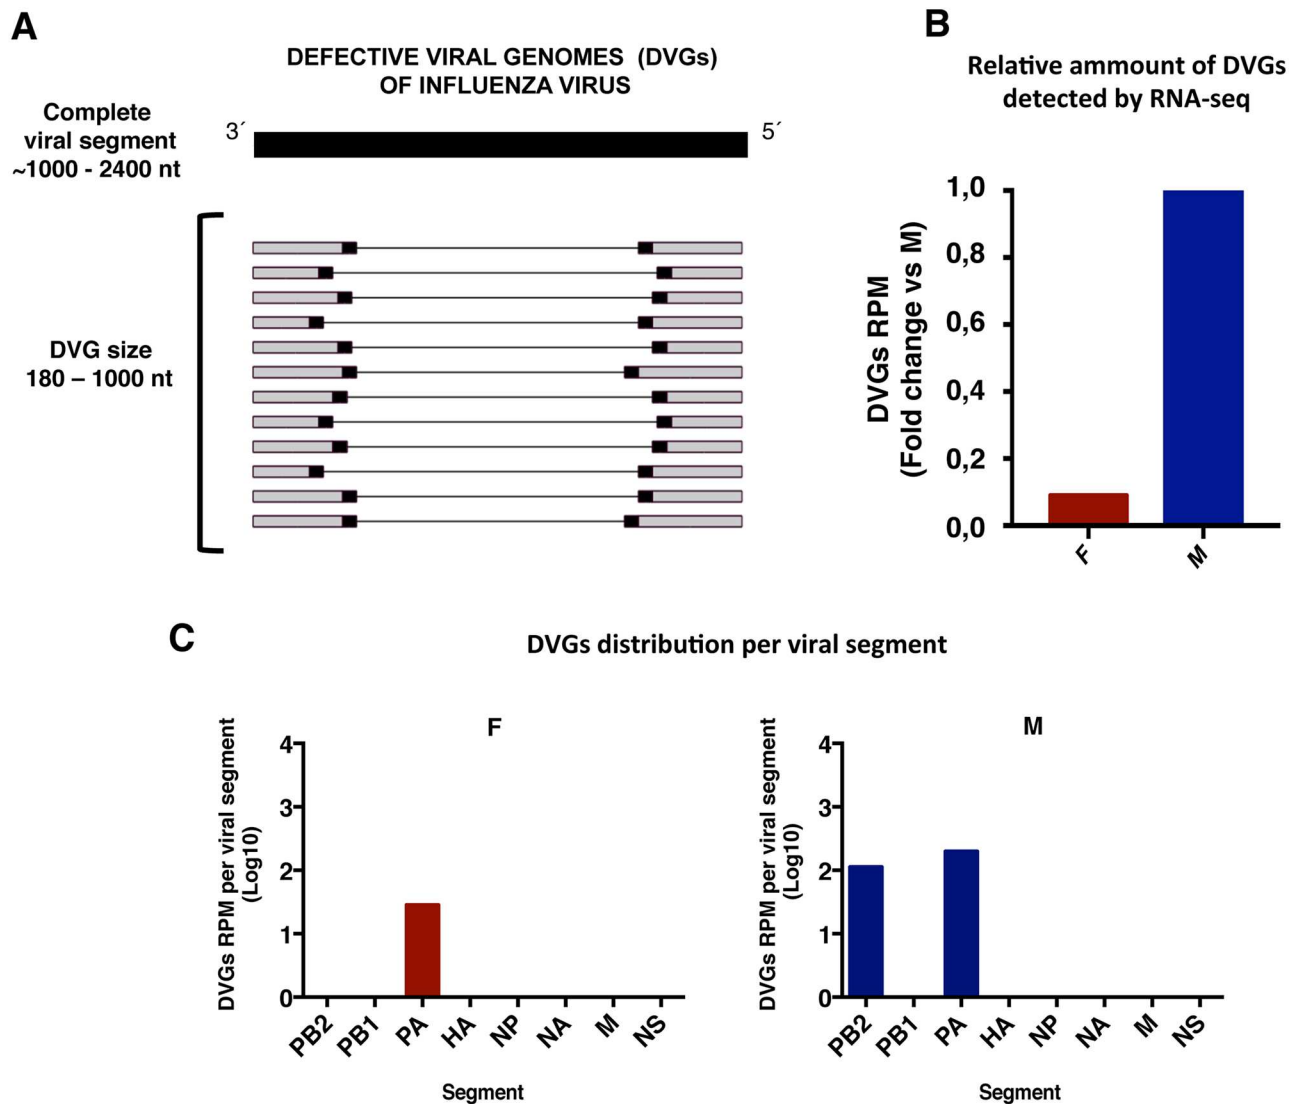 A
DEFECTIVE VIRAL GENOMES (DVGs)
OF INFLUENZA VIRUS
Complete
viral segment
~1000 - 2400 nt
3´
5´
DVG size
180 – 1000 nt
B
Relative ammount of DVGs
detected by RNA-seq
DVGs RPM
(Fold change vs M)
1,0
0,8
0,6
0,4
0,2
0,0
F
M
C
DVGs distribution per viral segment
F
DVGs RPM per viral segment
(Log10)
4
3
2
1
0
PB2
PB1
PA
HA
NP
NA
M
NS
Segment
M
DVGs RPM per viral segment
(Log10)
4
3
2
1
0
PB2
PB1
PA
HA
NP
NA
M
NS
Segment